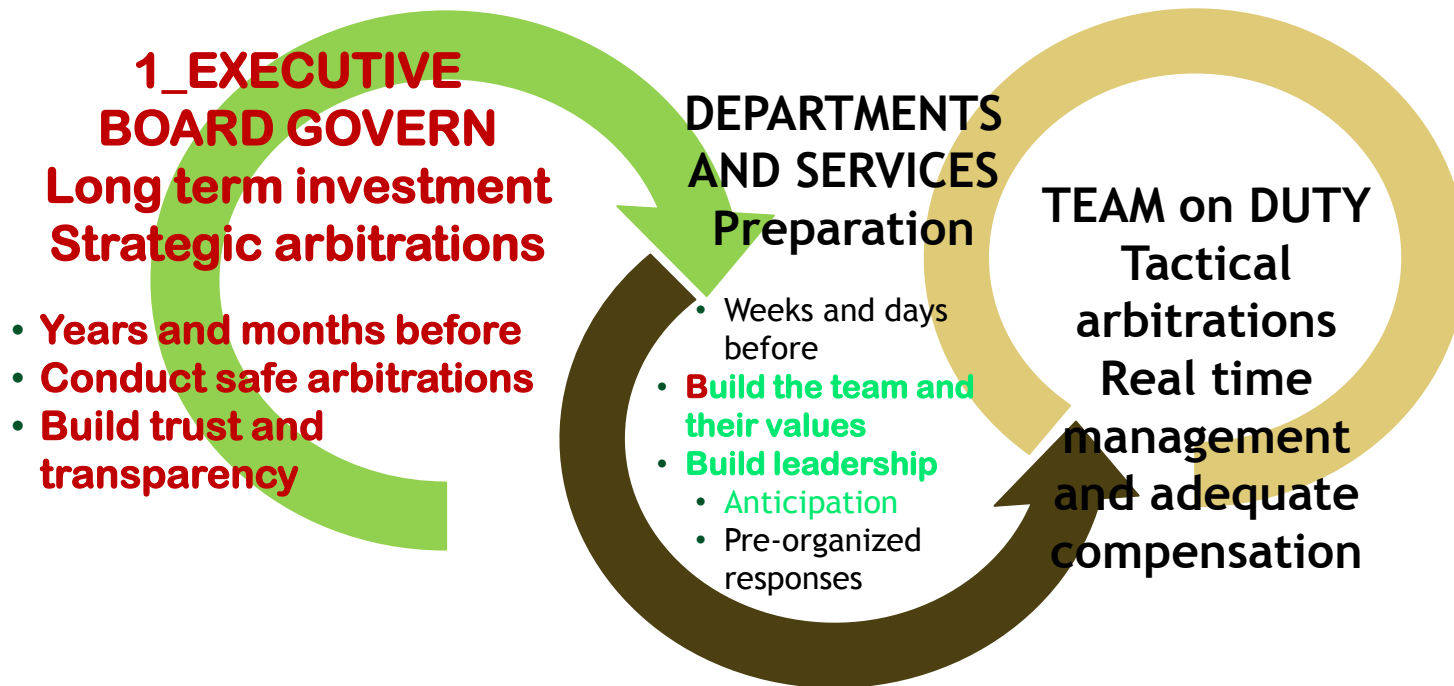 1_EXECUTIVE
BOARD GOVERN
Long term investment
Strategic arbitrations
• Years and months before
• Conduct safe arbitrations
• Build trust and
transparency
DEPARTMENTS
AND SERVICES
Preparation
• Weeks and days
before
• Build the team and
their values
• Build leadership
• Anticipation
• Pre-organized
responses
TEAM on DUTY
Tactical
arbitrations
Real time
management
and adequate
compensation